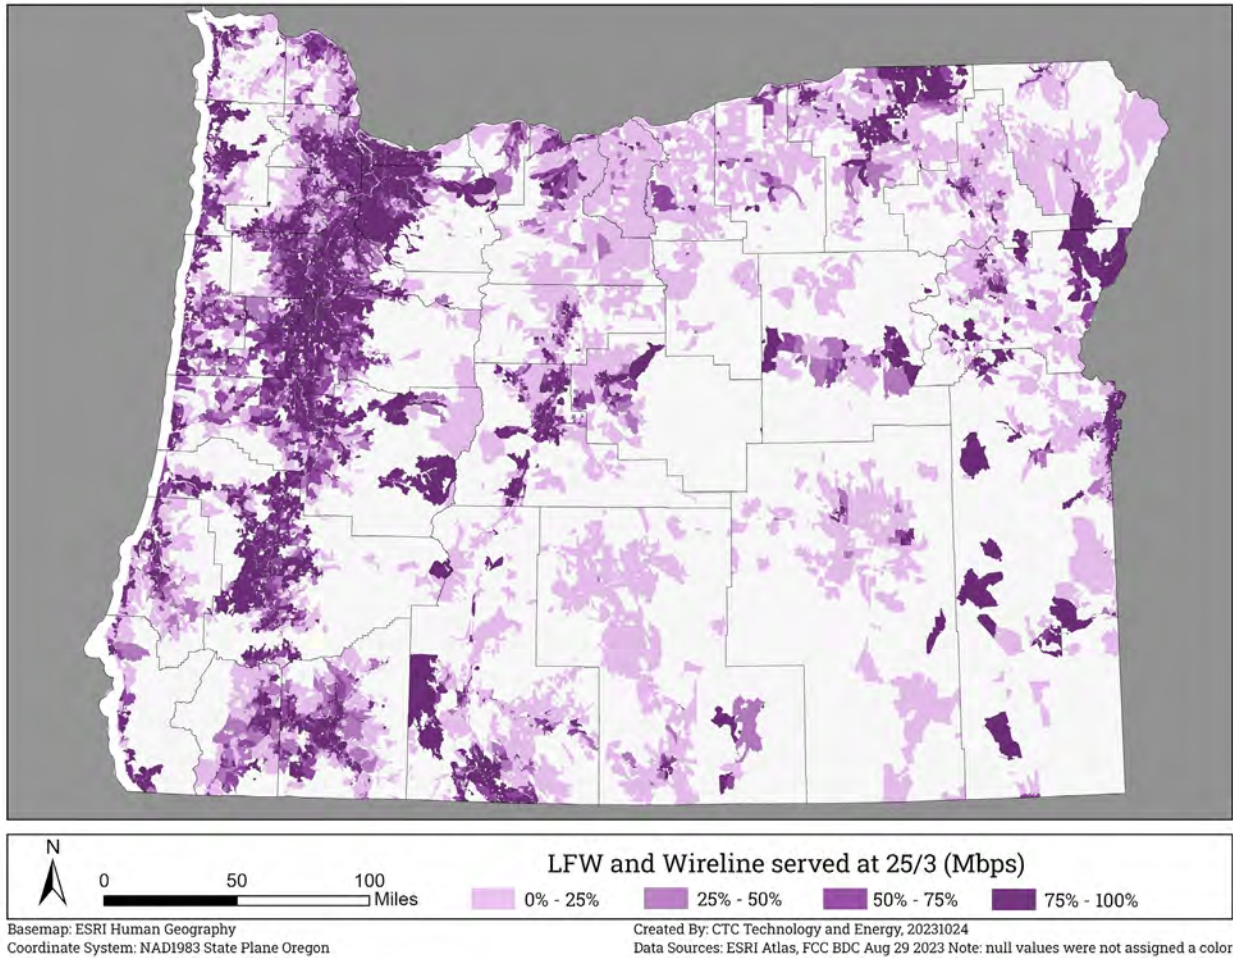 LFW and Wireline served at 25/3 (Mbps)
N
0 50 100
Miles
0% - 25% 25% - 50% 50% - 75% 75% - 100%
Basemap: ESRI Human Geography
Coordinate System: NAD1983 State Plane Oregon
Created By: CTC Technology and Energy, 20231024
Data Sources: ESRI Atlas, FCC BDC Aug 29 2023 Note: null values were not assigned a color